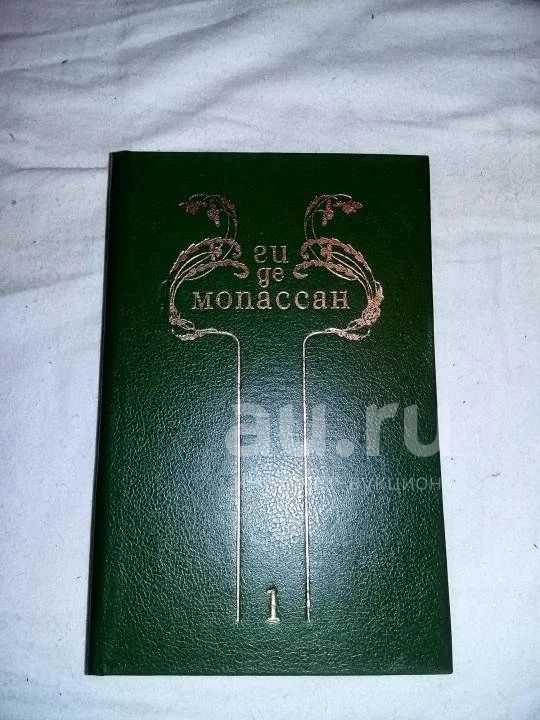 ги
де
мопассан
au.ru
1